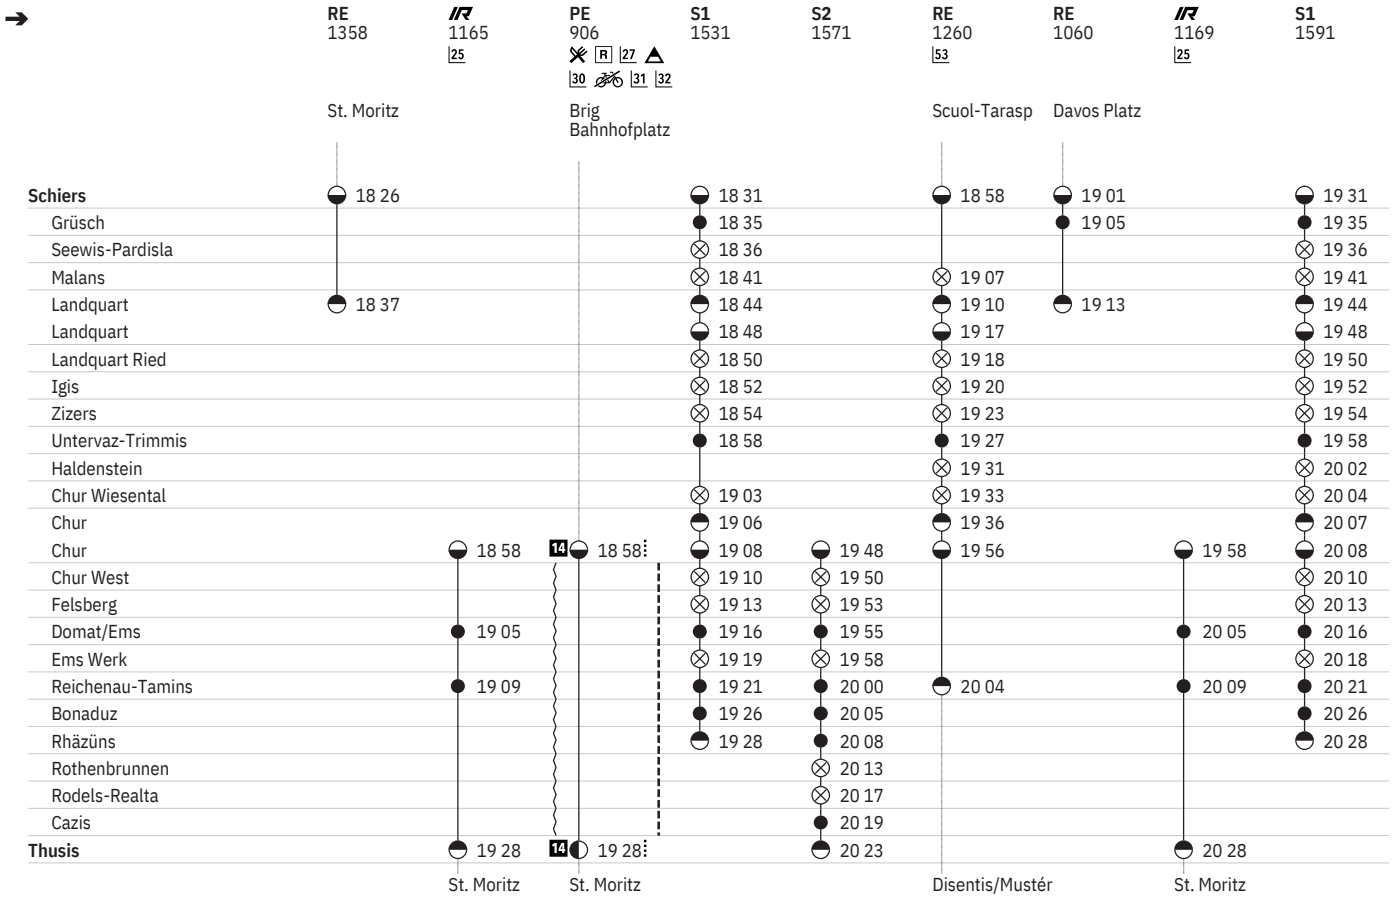 ➔ RE IR PE S1 S2 RE RE IR S1
1358 1165 906 1531 1571 1260 1060 1169 1591
25 R 27 53 25
30 31 32
St. Moritz Brig Scuol-Tarasp Davos Platz
Bahnhofplatz
Schiers 18 26 18 31 18 58 19 01 19 31
Grüsch 18 35 19 05 19 35
Seewis-Pardisla 18 36 19 36
Malans 18 41 19 07 19 41
Landquart 18 37 18 44 19 10 19 13 19 44
Landquart 18 48 19 17 19 48
Landquart Ried 18 50 19 18 19 50
Igis 18 52 19 20 19 52
Zizers 18 54 19 23 19 54
Untervaz-Trimmis 18 58 19 27 19 58
Haldenstein 19 31 20 02
Chur Wiesental 19 03 19 33 20 04
Chur 19 06 19 36 20 07
Chur 18 58 14 18 58 19 08 19 48 19 56 19 58 20 08
Chur West 19 10 19 50 20 10
Felsberg 19 13 19 53 20 13
Domat/Ems 19 05 19 16 19 55 20 05 20 16
Ems Werk 19 19 19 58 20 18
Reichenau-Tamins 19 09 19 21 20 00 20 04 20 09 20 21
Bonaduz 19 26 20 05 20 26
Rhäzüns 19 28 20 08 20 28
Rothenbrunnen 20 13
Rodels-Realta 20 17
Cazis 20 19
Thusis 19 28 14 19 28 20 23 20 28
St. Moritz St. Moritz Disentis/Mustér St. Moritz